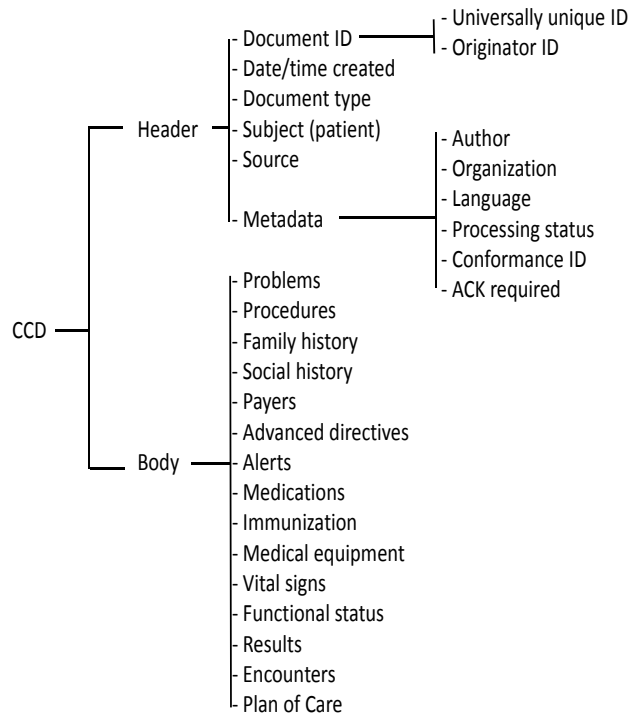 - Universally unique ID
- Document ID
- Originator ID
- Date/time created
- Document type
Header
- Subject (patient)
- Author
- Source
- Organization
- Language
- Metadata
- Processing status
- Conformance ID
- Problems
- ACK required
- Procedures
CCD
- Family history
- Social history
- Payers
- Advanced directives
Body
- Alerts
- Medications
- Immunization
- Medical equipment
- Vital signs
- Functional status
- Results
- Encounters
- Plan of Care